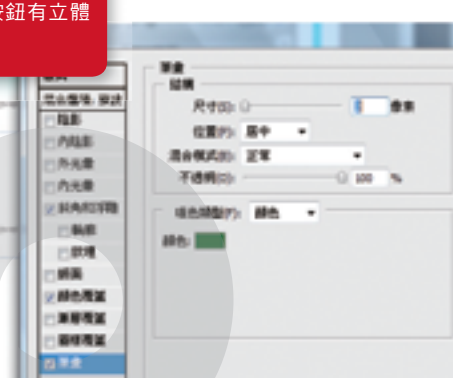 按鈕有立體
筆畫
結構
尺寸(S):
像素
位置(P): 居中
混合模式(B): 正常
不透明(O): 100 %
填色類型(F): 顏色
顏色:
混合選項: 預設
陰影
內陰影
外光暈
內光暈
斜角和浮雕
輪廓
紋理
緞面
顏色覆蓋
漸層覆蓋
圖樣覆蓋
筆畫